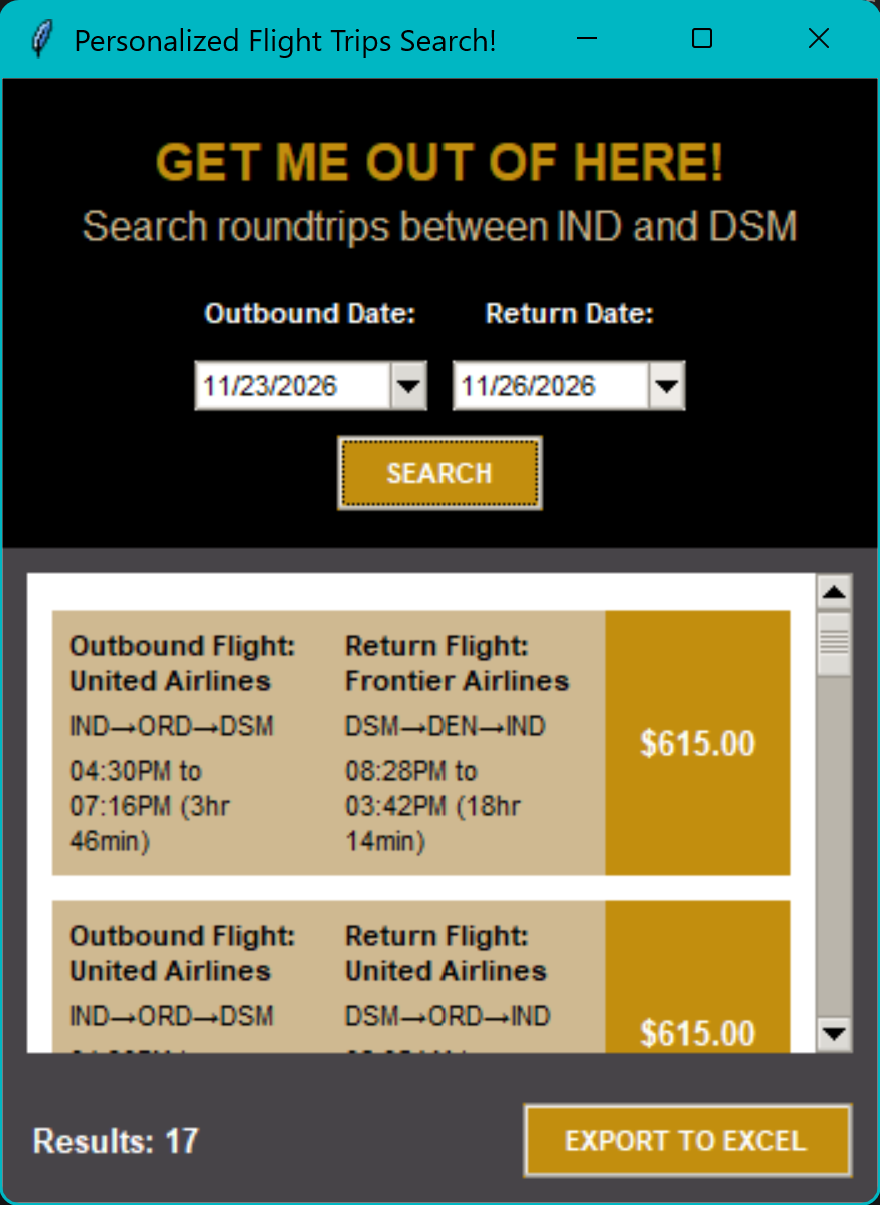 Personalized Flight Trips Search!
GET ME OUT OF HERE!
Search roundtrips between IND and DSM
Outbound Date: Return Date:
11/23/2026 11/26/2026
SEARCH
Outbound Flight:
United Airlines
IND→ORD→DSM
04:30PM to
07:16PM (3hr
46min)
Return Flight:
Frontier Airlines
DSM→DEN→IND
08:28PM to
03:42PM (18hr
14min)
$615.00
Outbound Flight:
United Airlines
IND→ORD→DSM
Return Flight:
United Airlines
DSM→ORD→IND
$615.00
Results: 17
EXPORT TO EXCEL